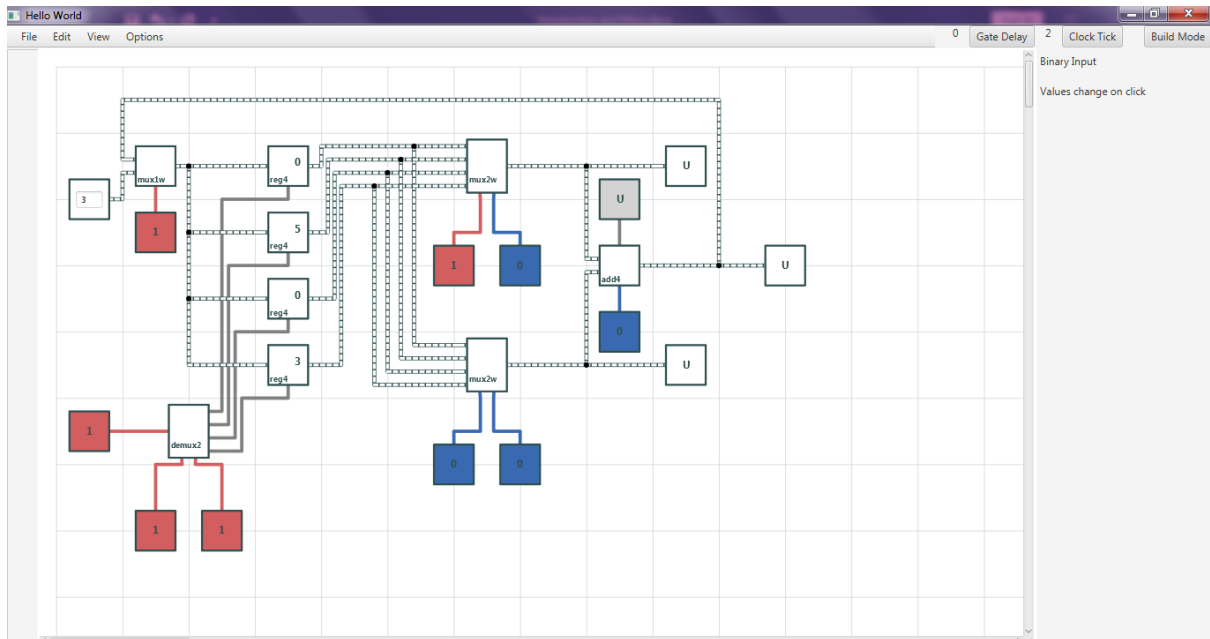 Hello World
File Edit View Options 0 Gate Delay 2 Clock Tick Build Mode
Binary Input
Values change on click
mux1w
3
1
0
reg4
5
reg4
0
reg4
3
reg4
mux2w
1
0
U
U
add4
0
U
mux2w
U
0
0
1
demux2
1
1